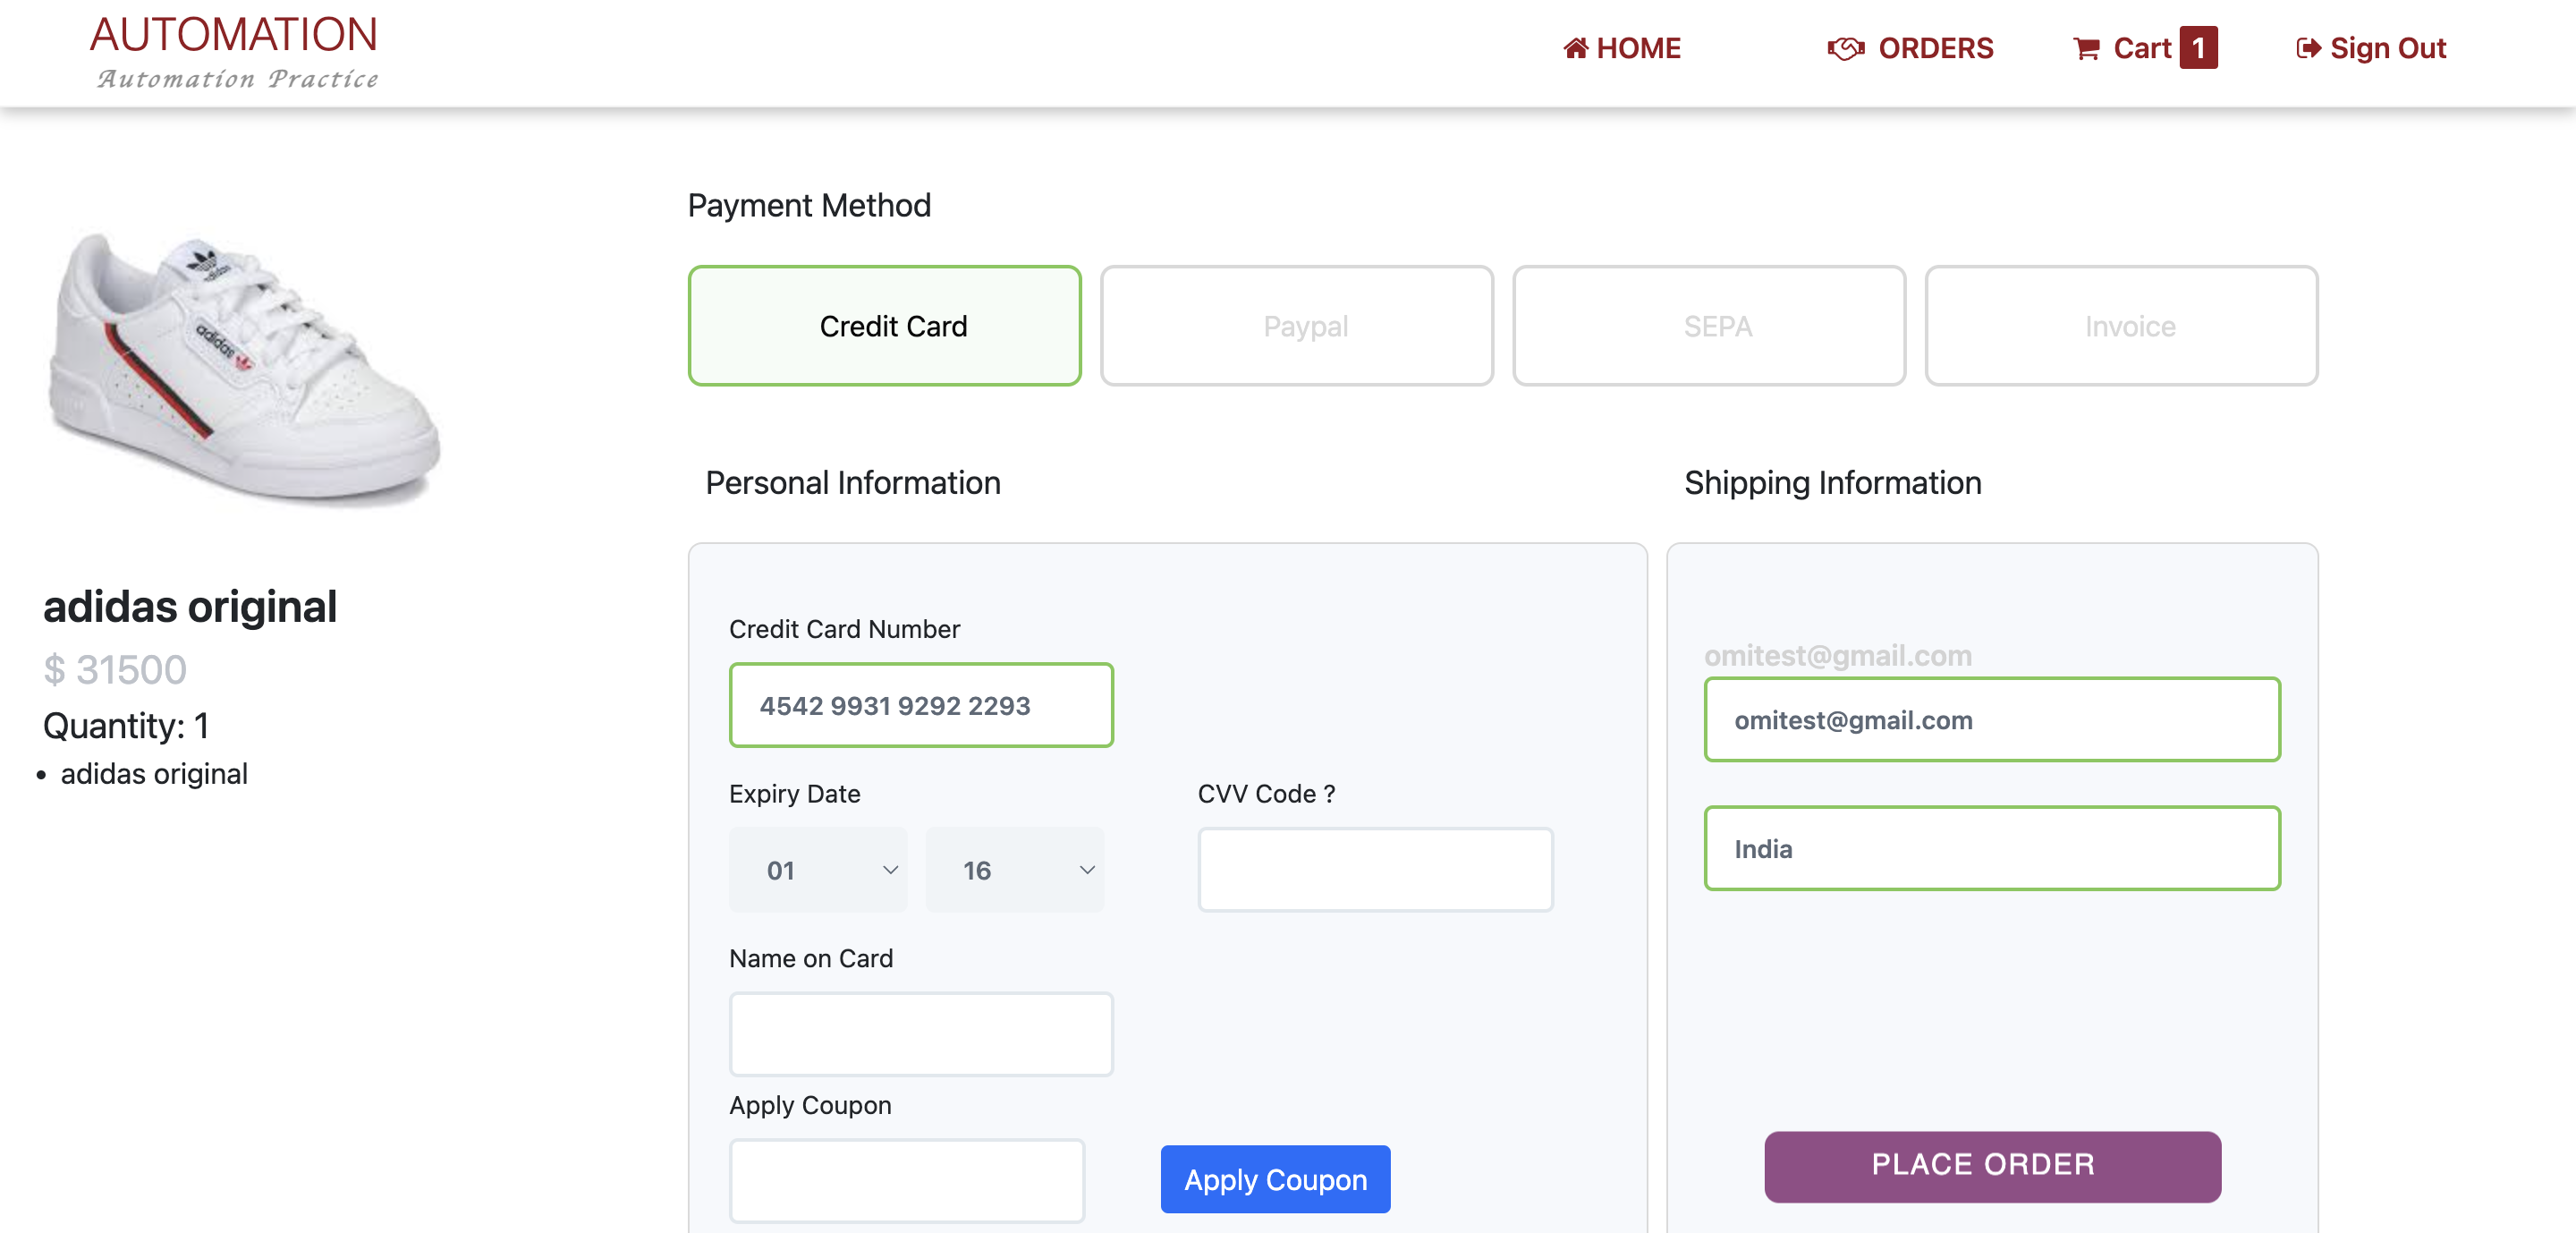 AUTOMATION
Automation Practice
HOME
ORDERS
Cart 1
Sign Out
adidas
adidas
adidas original
$ 31500
Quantity: 1
• adidas original
Payment Method
Credit Card
Paypal
SEPA
Invoice
Personal Information
Credit Card Number
4542 9931 9292 2293
Expiry Date
01
16
CVV Code ?
Name on Card
Apply Coupon
Apply Coupon
Shipping Information
omitest@gmail.com
omitest@gmail.com
India
PLACE ORDER